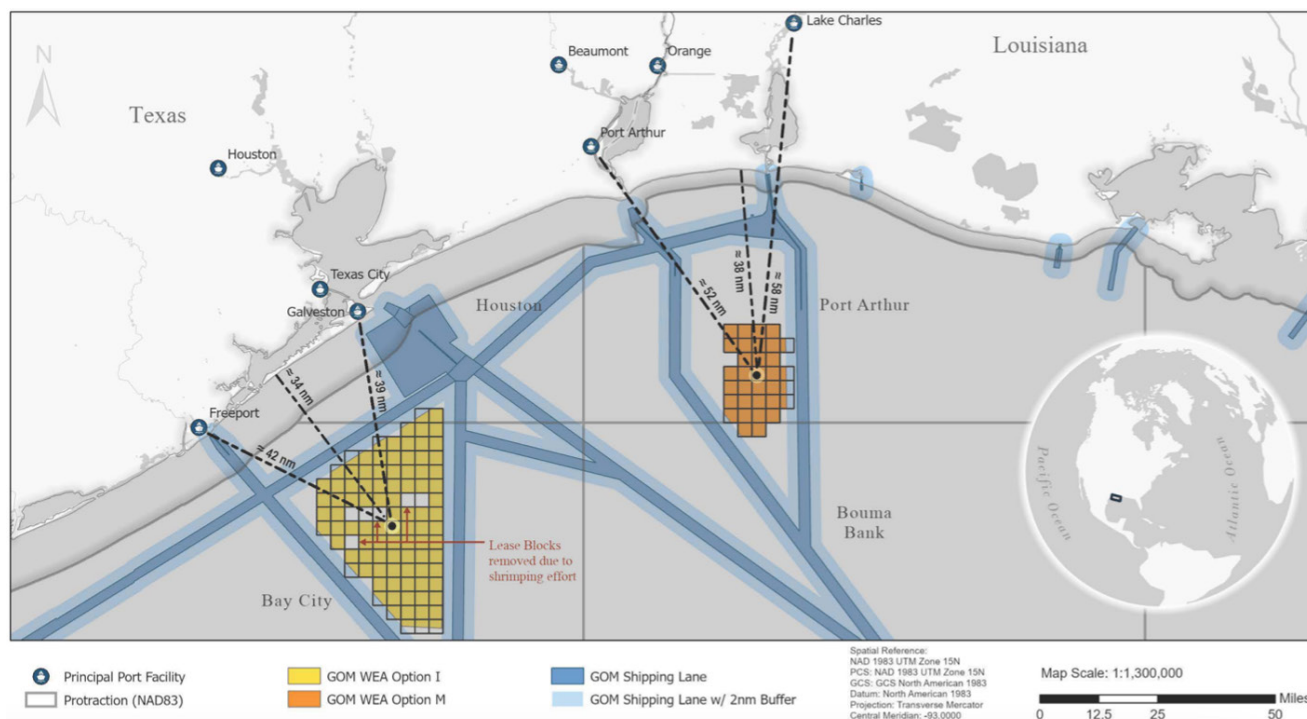 Lake Charles
Beaumont
Orange
Louisiana
N
Texas
Port Arthur
Houston
Texas City
Galveston
Houston
Port Arthur
≈ 38 nm
≈ 58 nm
≈ 52 nm
≈ 34 nm
≈ 39 nm
Freeport
≈ 42 nm
Bouma
Bank
Lease Blocks
removed due to
shrimping effort
Bay City
Pacific Ocean
Atlantic Ocean
Principal Port Facility
Protraction (NAD83)
GOM WEA Option I
GOM WEA Option M
GOM Shipping Lane
GOM Shipping Lane w/ 2nm Buffer
Spatial Reference:
NAD 1983 UTM Zone 15N
PCS: NAD 1983 UTM Zone 15N
GCS: GCS North American 1983
Datum: North American 1983
Projection: Transverse Mercator
Central Meridian: -93.0000
Map Scale: 1:1,300,000
Miles
0 12.5 25 50